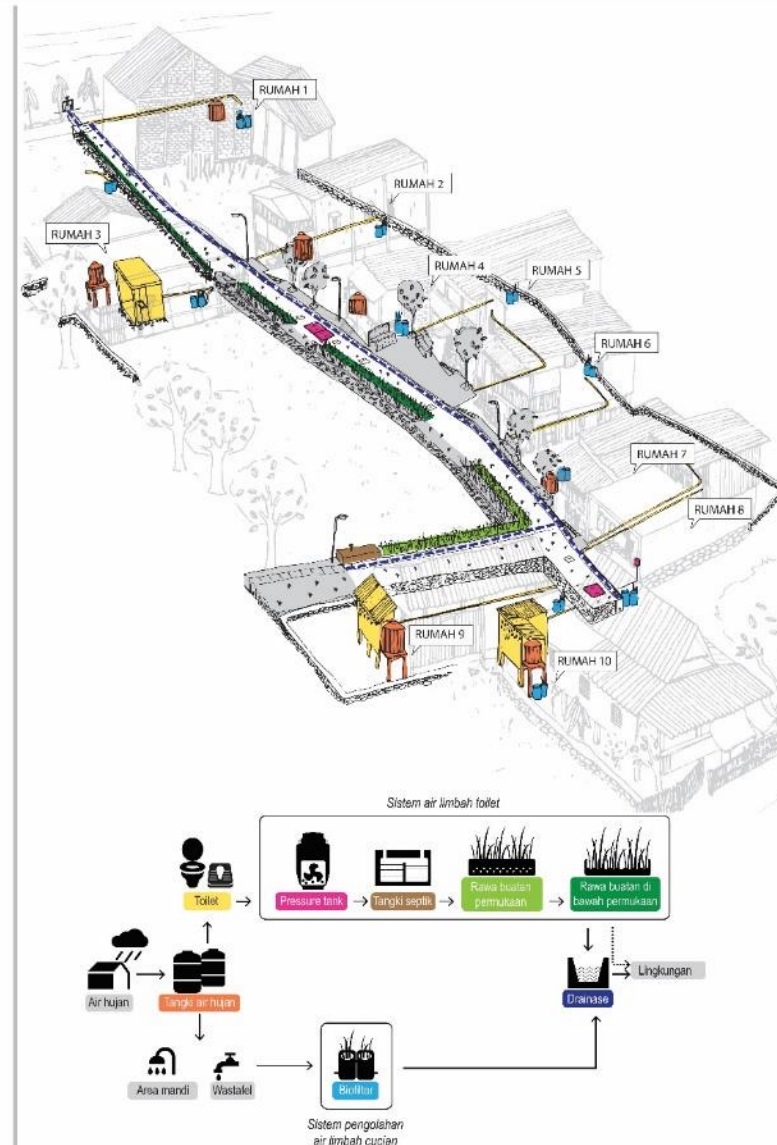 RUMAH 1
RUMAH 2
RUMAH 3
RUMAH 4
RUMAH 5
RUMAH 6
RUMAH 7
RUMAH 8
RUMAH 9
RUMAH 10
Sistem air limbah toilet
Toilet
Pressure tank
Tangki septik
Rawa buatan
permukaan
Rawa buatan di
bawah permukaan
Air hujan
Tangki air hujan
Drainase
Lingkungan
Area mandi
Wastafel
Biofilter
Sistem pengolahan
air limbah cucian